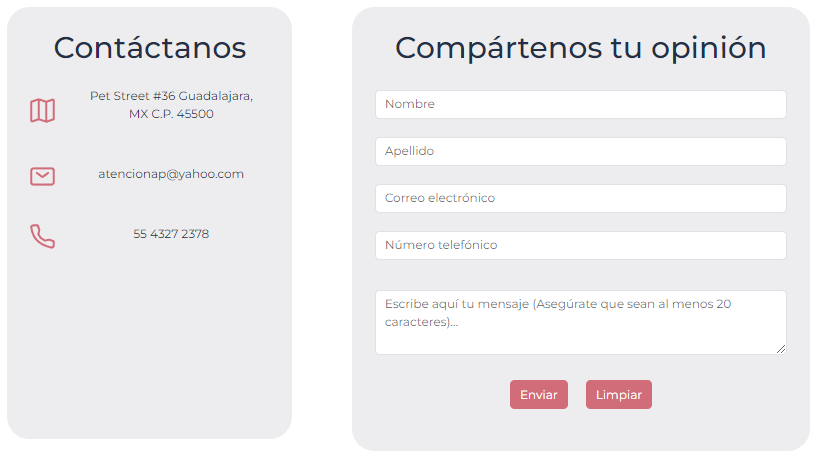 Contáctanos
Pet Street #36 Guadalajara,
MX C.P. 45500
atencionap@yahoo.com
55 4327 2378
Compártenos tu opinión
Nombre
Apellido
Correo electrónico
Número telefónico
Escribe aquí tu mensaje (Asegúrate que sean al menos 20
caracteres)...
Enviar
Limpiar